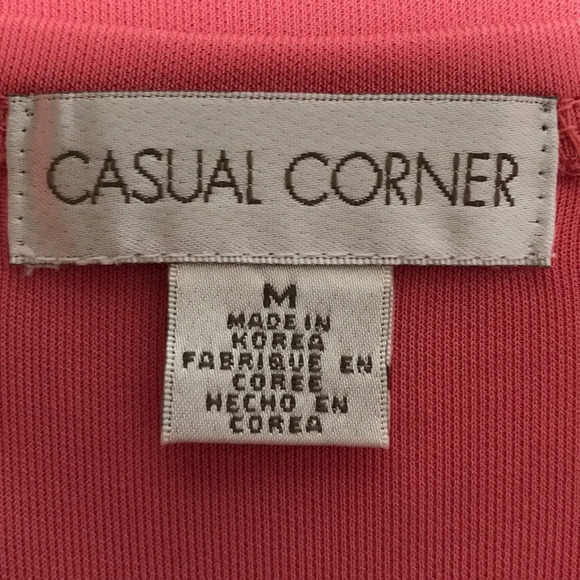 CASUAL CORNER
M
MADE IN
KOREA
FABRIQUE EN
COREE
HECHO EN
COREA